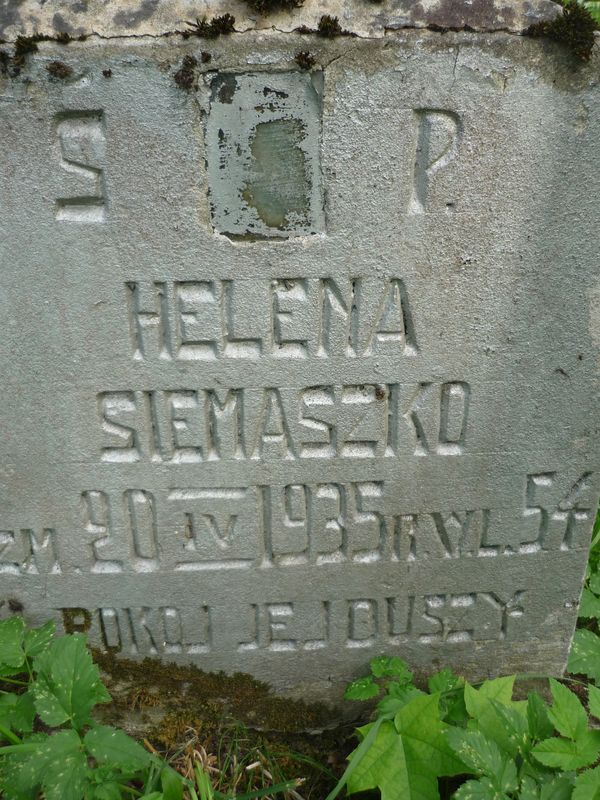 S P
HELENA
SIEMASZKO
ZM. 20 IV 1935 R. W. L. 54
POKÓJ JEJ DUSZY